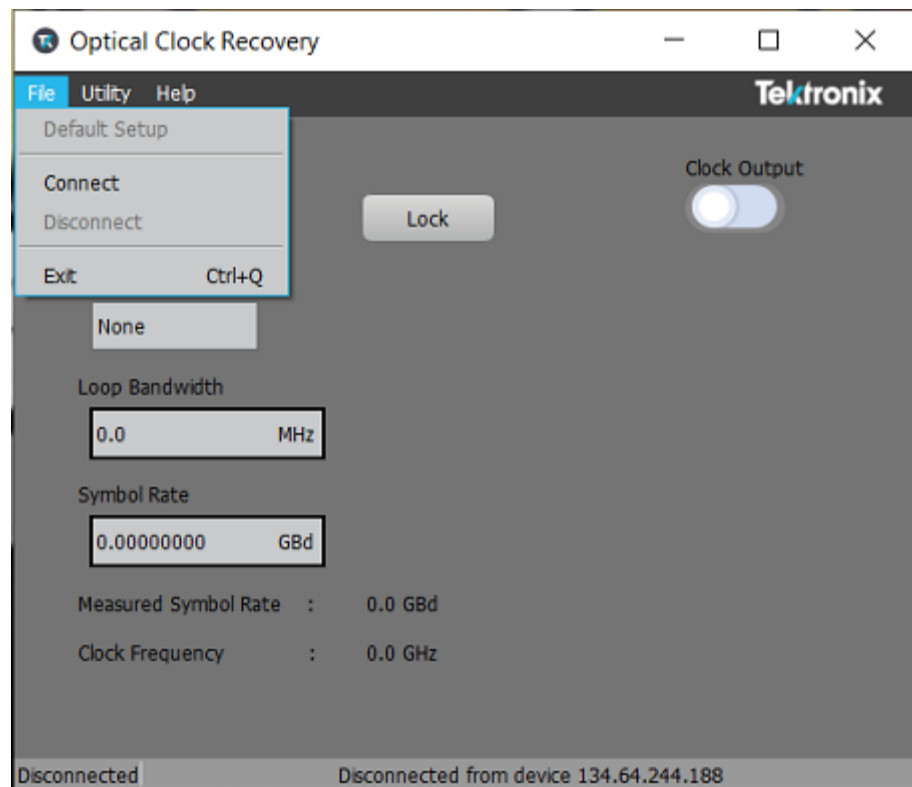 Optical Clock Recovery
File Utility Help Tektronix
Default Setup
Connect
Disconnect
Exit Ctrl+Q
Clock Output
Lock
None
Loop Bandwidth
0.0 MHz
Symbol Rate
0.00000000 GBd
Measured Symbol Rate : 0.0 GBd
Clock Frequency : 0.0 GHz
Disconnected Disconnected from device 134.64.244.188